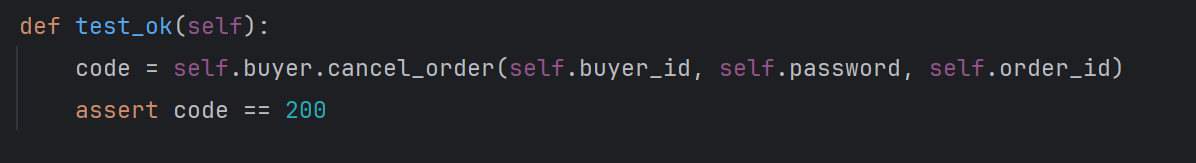 def test_ok(self):
    code = self.buyer.cancel_order(self.buyer_id, self.password, self.order_id)
    assert code == 200